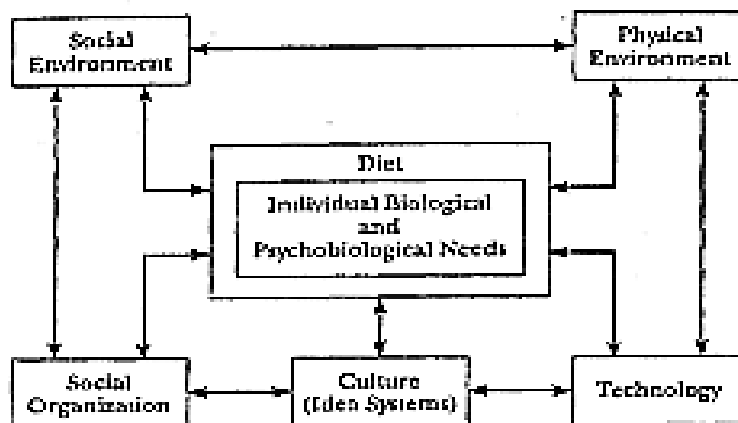 Social
Environment
Physical
Environment
Diet
Individual Biological
and
Psychobiological Needs
Social
Organization
Culture
(Idea Systems)
Technology